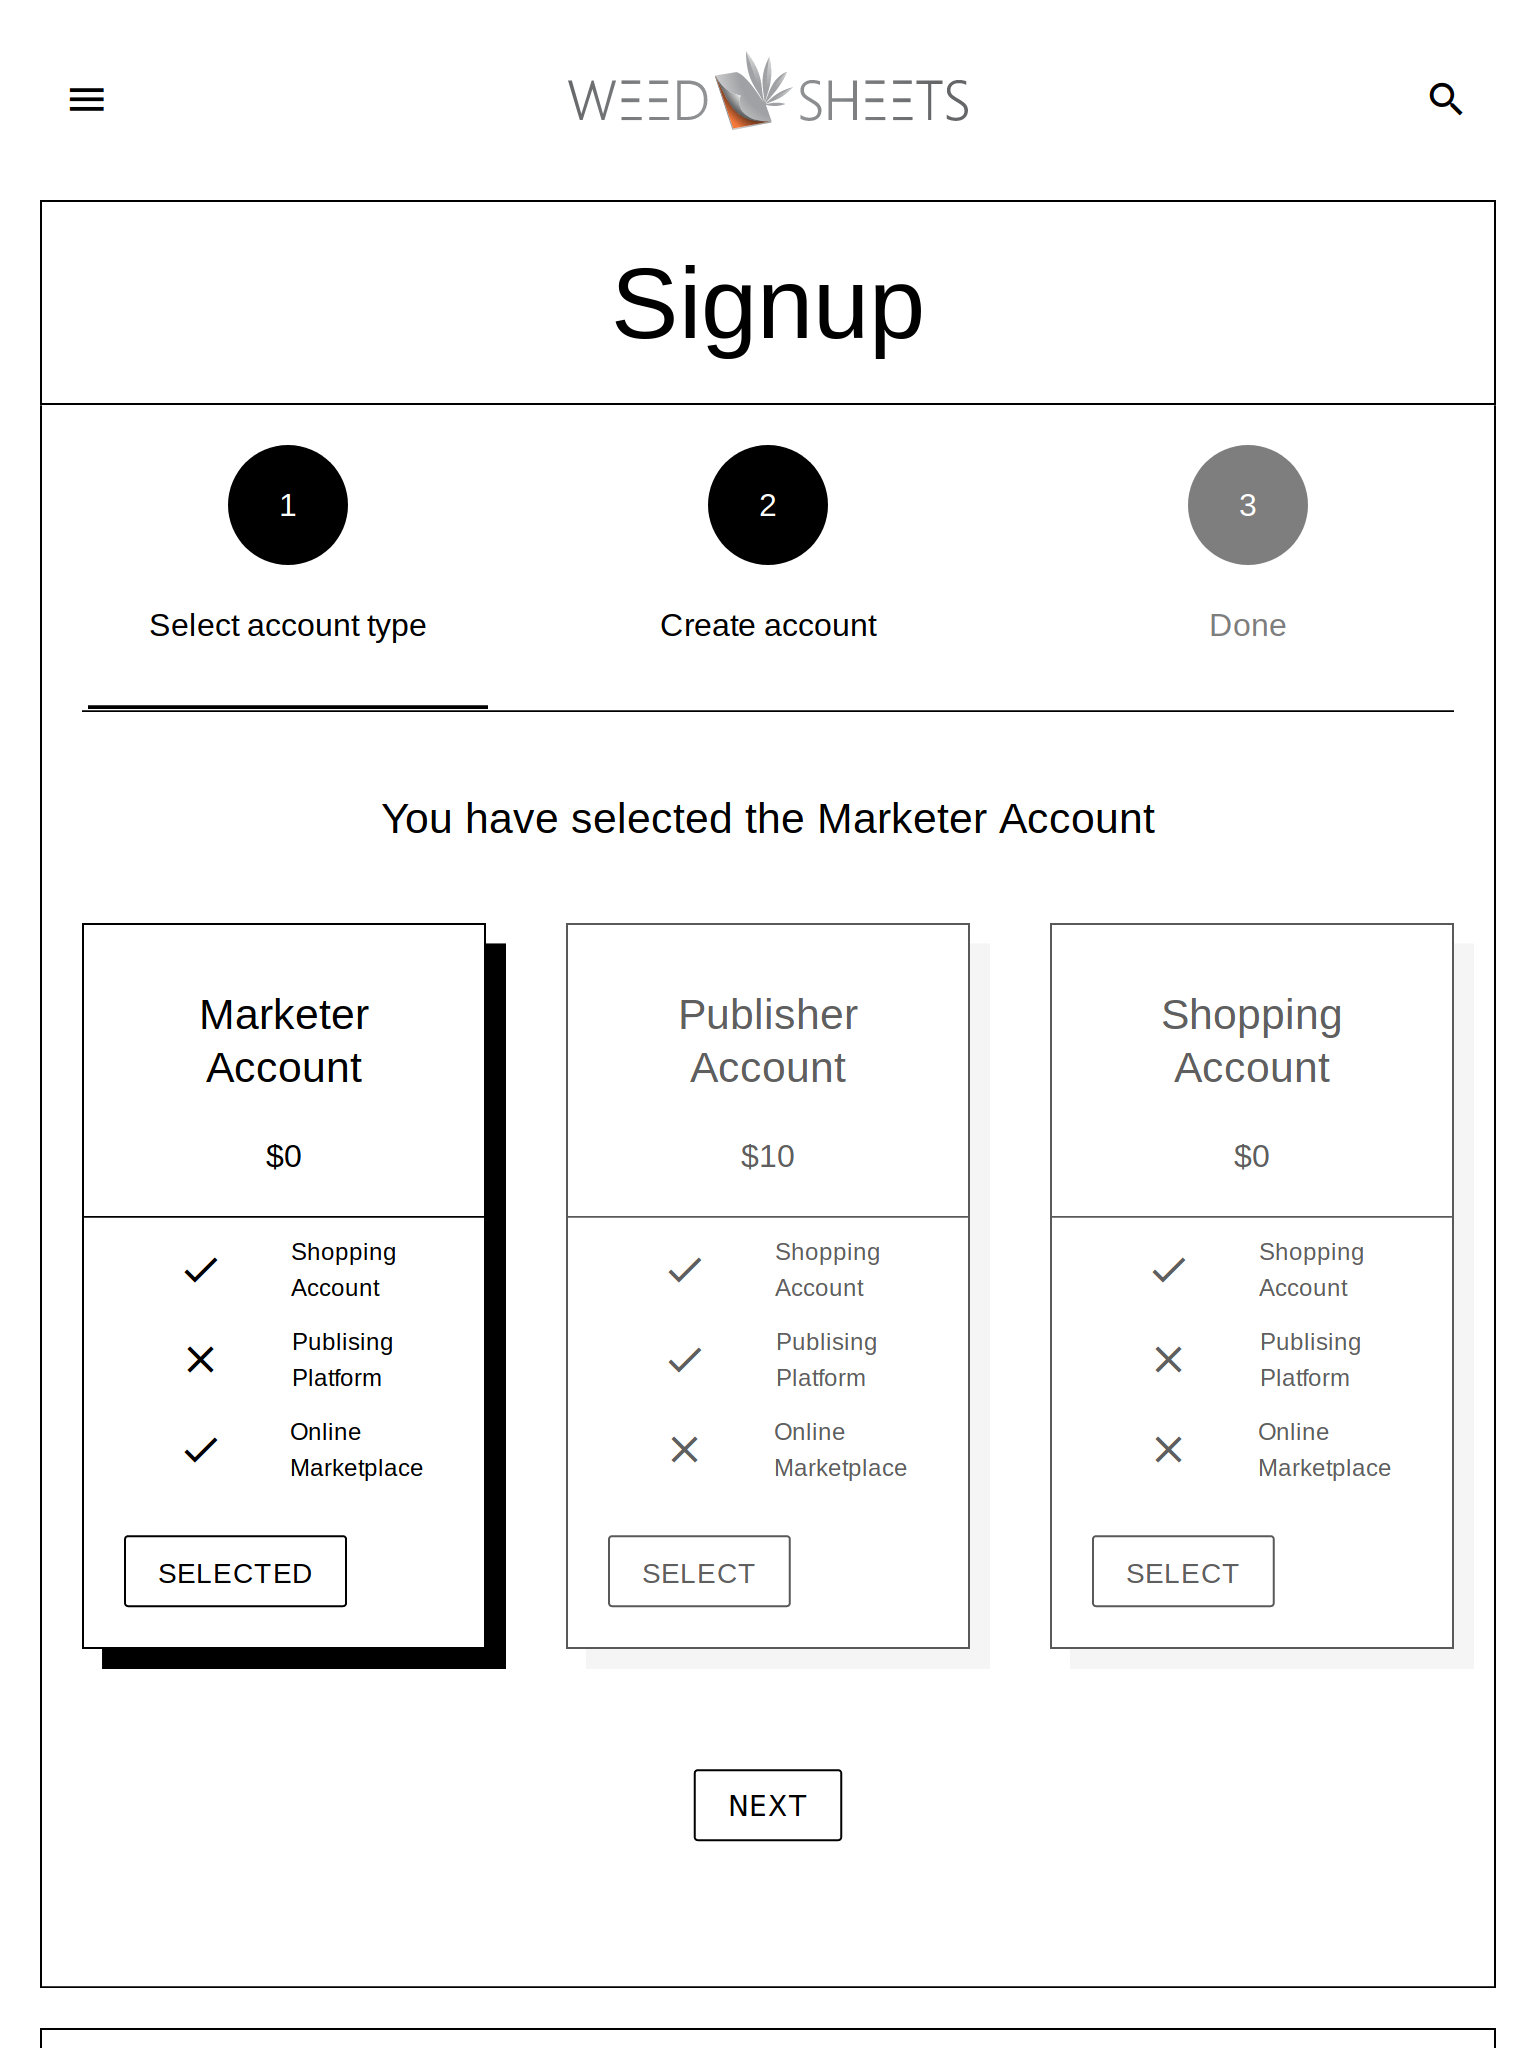 WEED SHEETS
Signup
1
2
3
Select account type
Create account
Done
You have selected the Marketer Account
Marketer
Account
$0
Shopping
Account
Publising
Platform
Online
Marketplace
SELECTED
Publisher
Account
$10
Shopping
Account
Publising
Platform
Online
Marketplace
SELECT
Shopping
Account
$0
Shopping
Account
Publising
Platform
Online
Marketplace
SELECT
NEXT